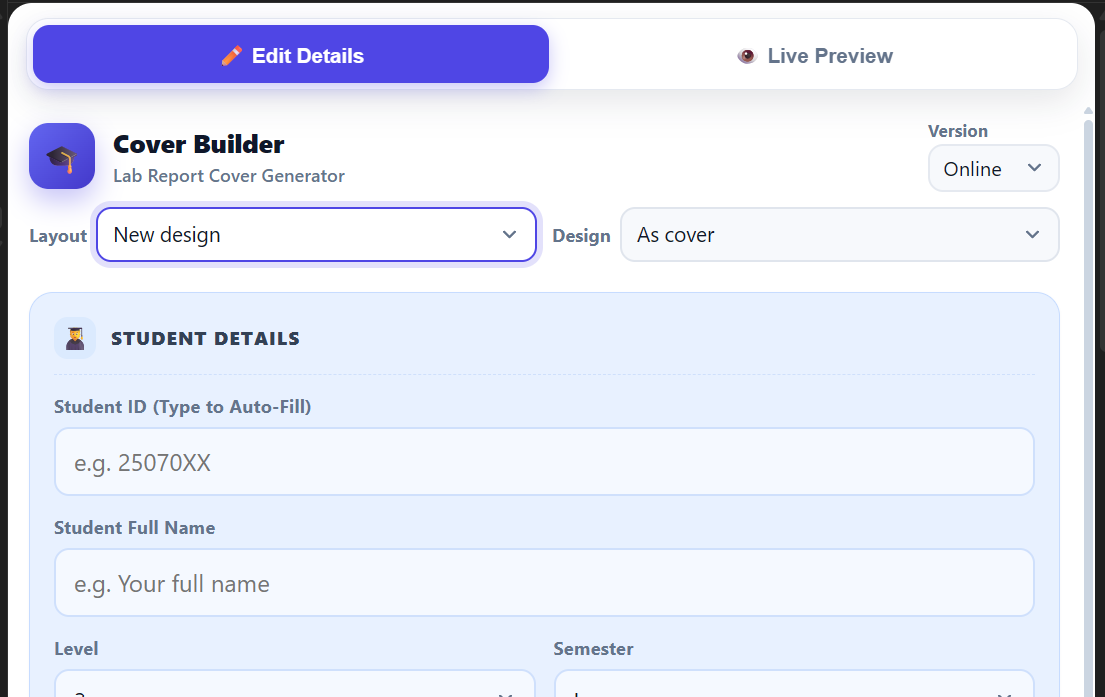 Edit Details
Live Preview
Cover Builder
Lab Report Cover Generator
Version
Online
Layout
New design
Design
As cover
STUDENT DETAILS
Student ID (Type to Auto-Fill)
e.g. 25070XX
Student Full Name
e.g. Your full name
Level
Semester